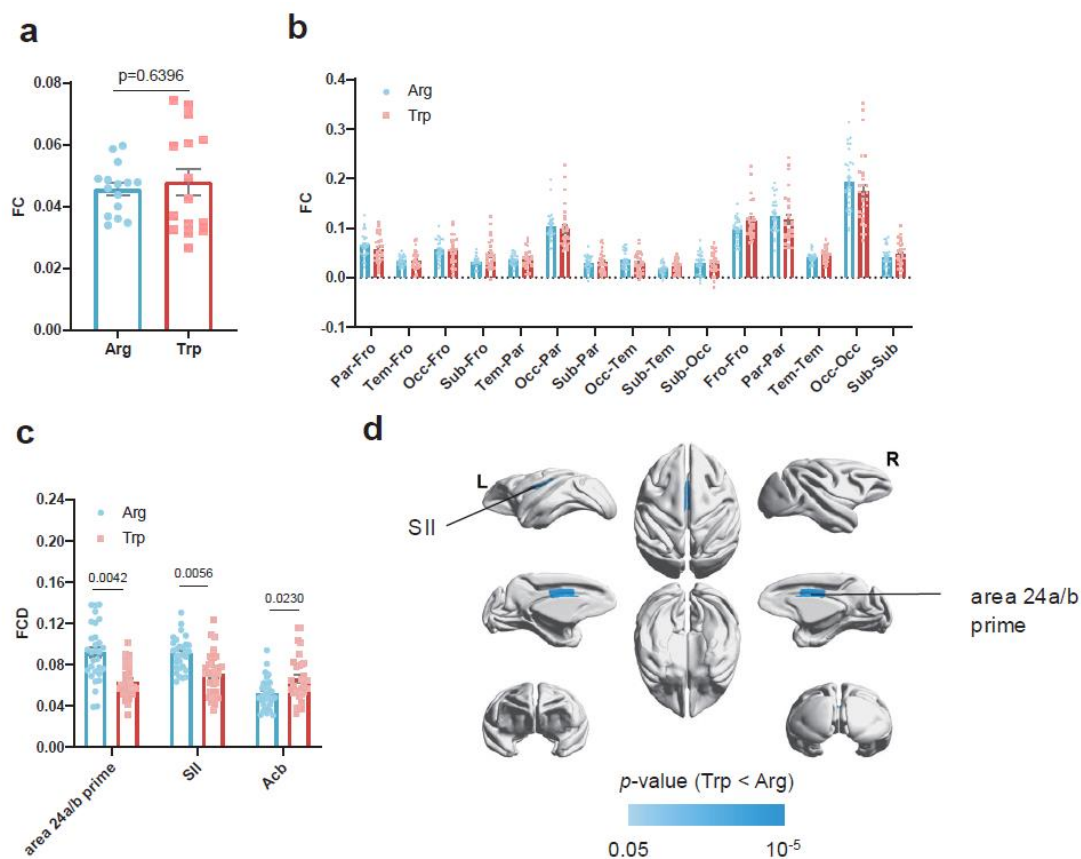 a
p=0.6396
0.08
0.06
0.04
0.02
0.00
FC
Arg
Trp
b
Arg
Trp
0.4
0.3
0.2
0.1
0.0
-0.1
FC
Par-Fro
Tem-Fro
Occ-Fro
Sub-Fro
Tem-Par
Occ-Par
Sub-Par
Occ-Tem
Sub-Tem
Sub-Occ
Fro-Fro
Par-Par
Tem-Tem
Occ-Occ
Sub-Sub
c
Arg
Trp
0.24
0.20
0.16
0.12
0.08
0.04
0.00
FCD
0.0042
0.0056
0.0230
area 24a/b prime
SII
Acb
d
L
R
SII
area 24a/b
prime
p-value (Trp < Arg)
0.05
10⁻⁵